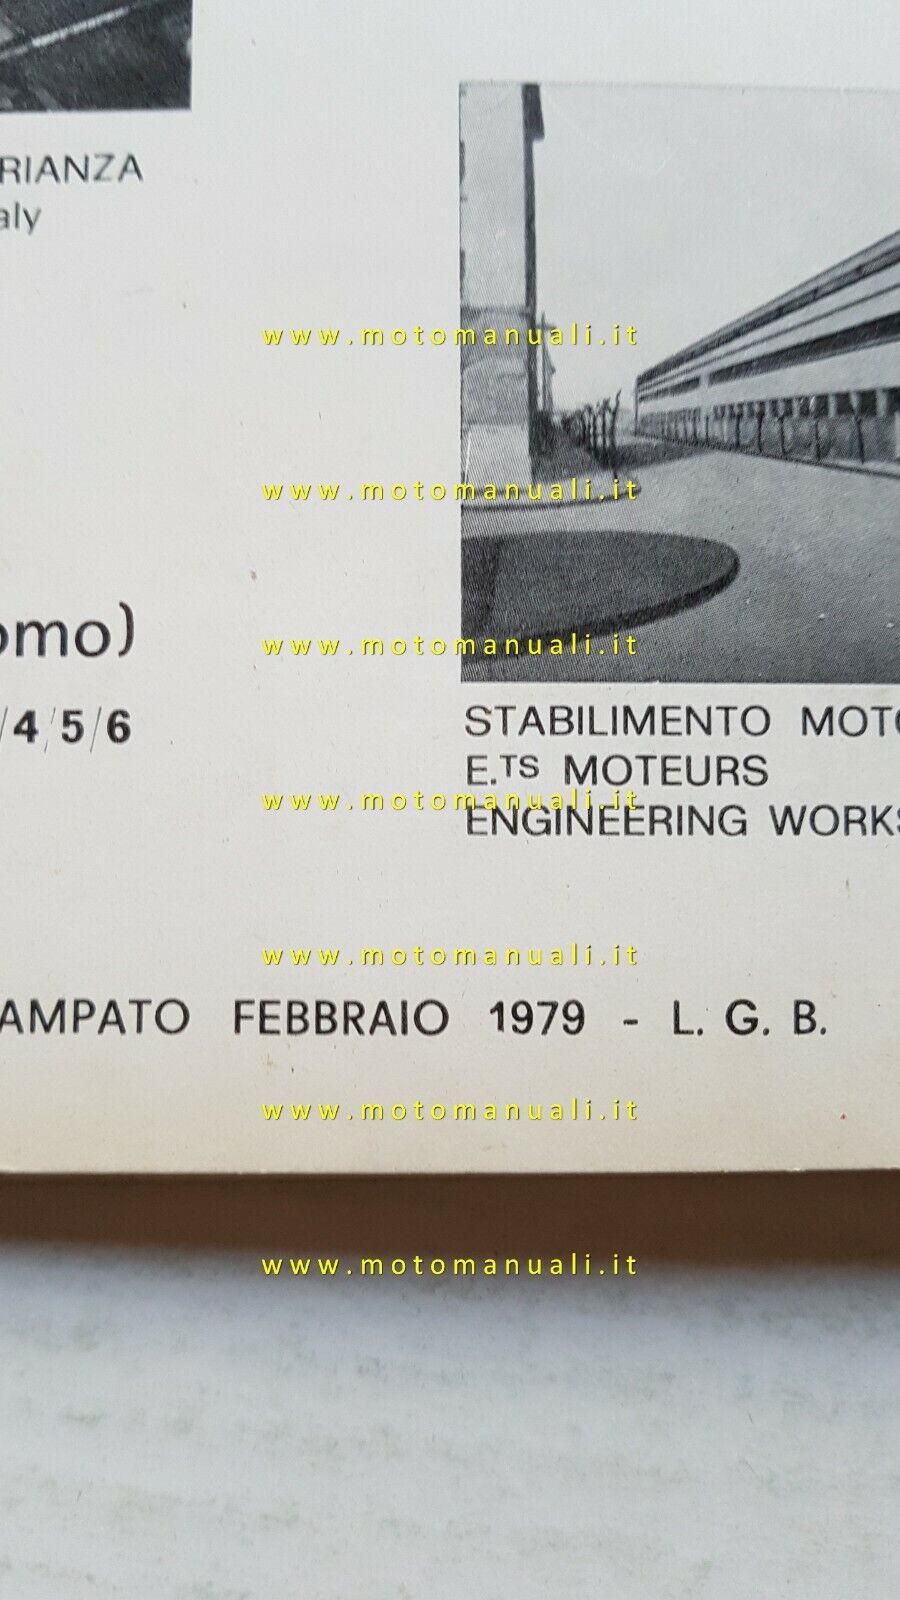 RIANZA
aly
www.motomanuali.it
www.motomanuali.it
omo)
www.motomanuali.it
/4/5/6
STABILIMENTO MOTO
E.TS MOTEURS
www.motomanuali.it
ENGINEERING WORKS
www.motomanuali.it
AMPATO FEBBRAIO 1979 - L. G. B.
www.motomanuali.it
www.motomanuali.it